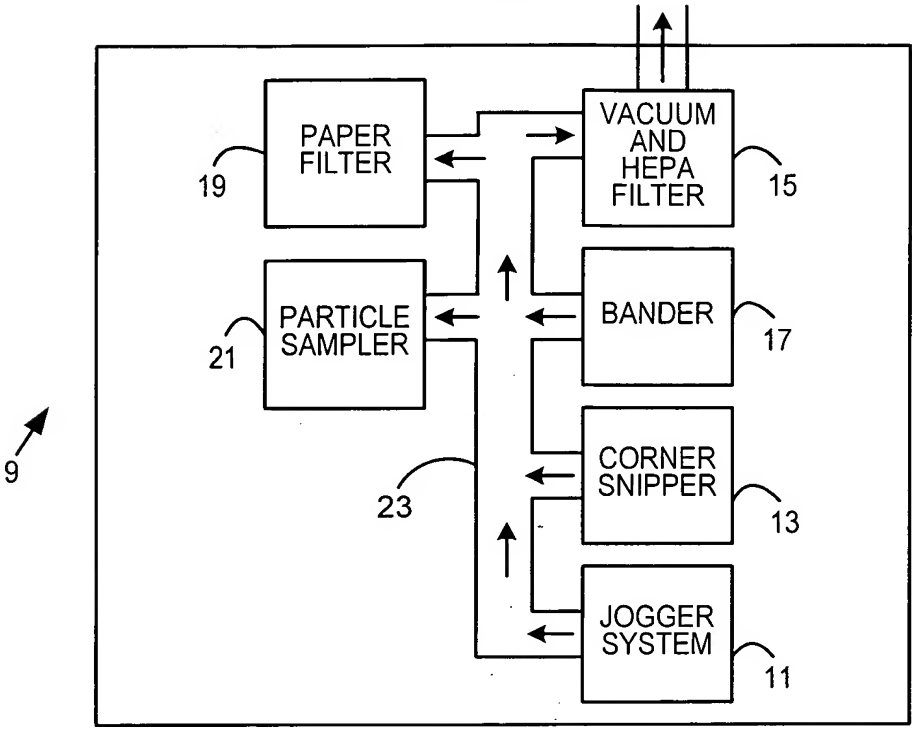 PAPER
FILTER
19
VACUUM
AND
HEPA
FILTER
15
PARTICLE
SAMPLER
21
BANDER
17
9
23
CORNER
SNIPPER
13
JOGGER
SYSTEM
11